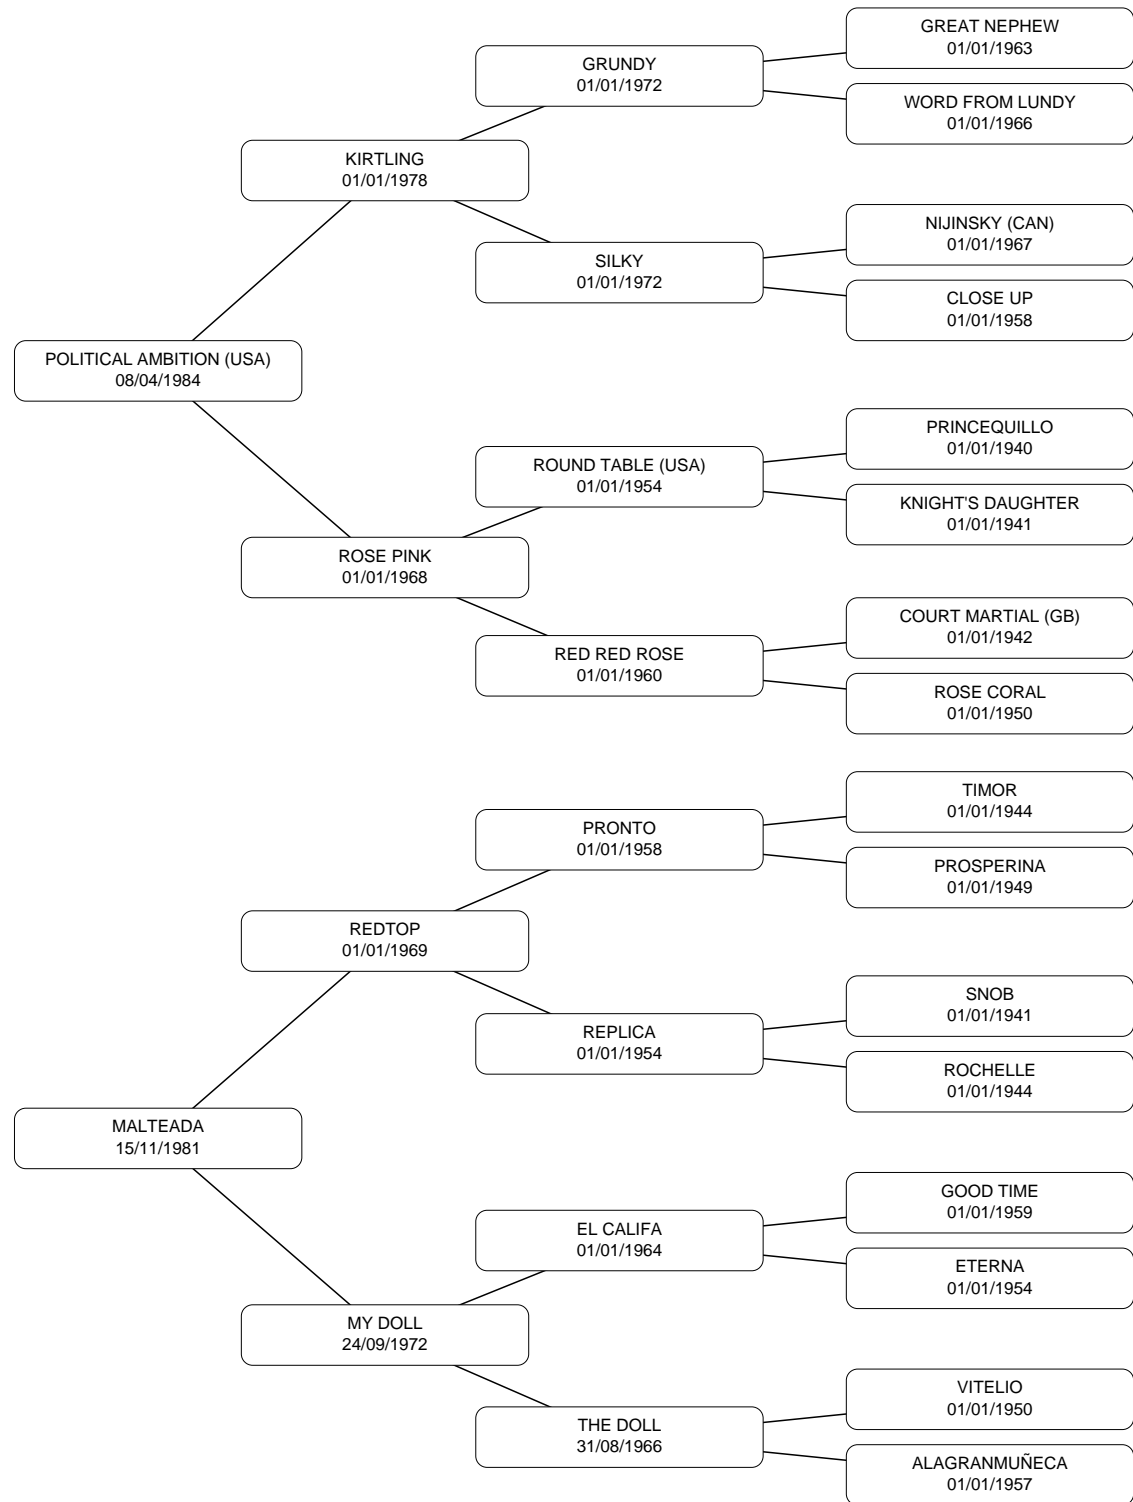 GREAT NEPHEW
01/01/1963
GRUNDY
01/01/1972
WORD FROM LUNDY
01/01/1966
KIRTLING
01/01/1978
NIJINSKY (CAN)
01/01/1967
SILKY
01/01/1972
CLOSE UP
01/01/1958
POLITICAL AMBITION (USA)
08/04/1984
PRINCEQUILLO
01/01/1940
ROUND TABLE (USA)
01/01/1954
KNIGHT'S DAUGHTER
01/01/1941
ROSE PINK
01/01/1968
COURT MARTIAL (GB)
01/01/1942
RED RED ROSE
01/01/1960
ROSE CORAL
01/01/1950
TIMOR
01/01/1944
PRONTO
01/01/1958
PROSPERINA
01/01/1949
REDTOP
01/01/1969
SNOB
01/01/1941
REPLICA
01/01/1954
ROCHELLE
01/01/1944
MALTEADA
15/11/1981
GOOD TIME
01/01/1959
EL CALIFA
01/01/1964
ETERNA
01/01/1954
MY DOLL
24/09/1972
VITELIO
01/01/1950
THE DOLL
31/08/1966
ALAGRANMUÑECA
01/01/1957